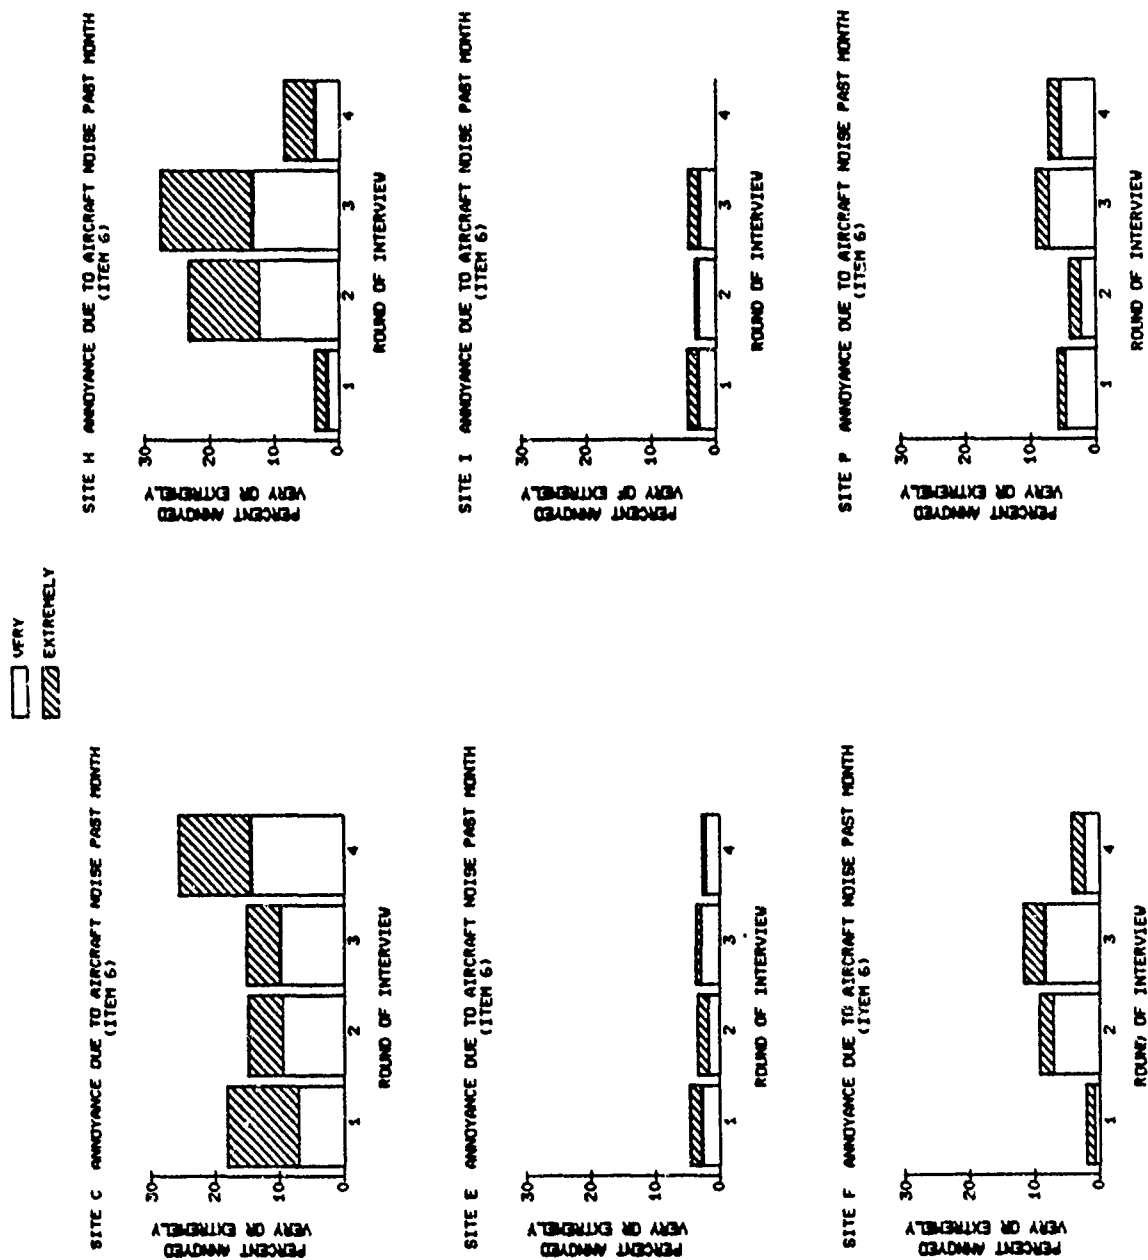 VERY
EXTREMELY
SITE C ANNOYANCE DUE TO AIRCRAFT NOISE PAST MONTH
(ITEM 6)
PERCENT ANNOYED
VERY OR EXTREMELY
30
20
10
0
1 2 3 4
ROUND OF INTERVIEW
SITE H ANNOYANCE DUE TO AIRCRAFT NOISE PAST MONTH
(ITEM 6)
PERCENT ANNOYED
VERY OR EXTREMELY
30
20
10
0
1 2 3 4
ROUND OF INTERVIEW
SITE E ANNOYANCE DUE TO AIRCRAFT NOISE PAST MONTH
(ITEM 6)
PERCENT ANNOYED
VERY OR EXTREMELY
30
20
10
0
1 2 3 4
ROUND OF INTERVIEW
SITE I ANNOYANCE DUE TO AIRCRAFT NOISE PAST MONTH
(ITEM 6)
PERCENT ANNOYED
VERY OF EXTREMELY
30
20
10
0
1 2 3 4
ROUND OF INTERVIEW
SITE F ANNOYANCE DUE TO AIRCRAFT NOISE PAST MONTH
(ITEM 6)
PERCENT ANNOYED
VERY OR EXTREMELY
30
20
10
0
1 2 3 4
ROUND OF INTERVIEW
SITE P ANNOYANCE DUE TO AIRCRAFT NOISE PAST MONTH
(ITEM 6)
PERCENT ANNOYED
VERY OR EXTREMELY
30
20
10
0
1 2 3 4
ROUND OF INTERVIEW